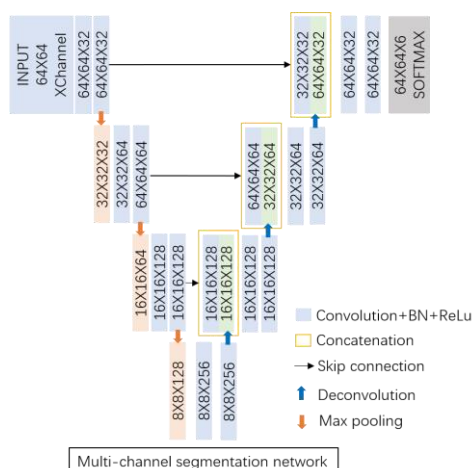 INPUT
64X64
XChannel
64X64X32
64X64X32
32X32X32
64X64X32
64X64X32
64X64X32
64X64X6
SOFTMAX
32X32X32
32X32X64
64X64X64
64X64X64
32X32X64
32X32X64
32X32X64
16X16X64
16X16X128
16X16X128
16X16X128
16X16X128
16X16X128
16X16X128
8X8X128
8X8X256
8X8X256
Convolution+BN+ReLu
Concatenation
Skip connection
Deconvolution
Max pooling
Multi-channel segmentation network